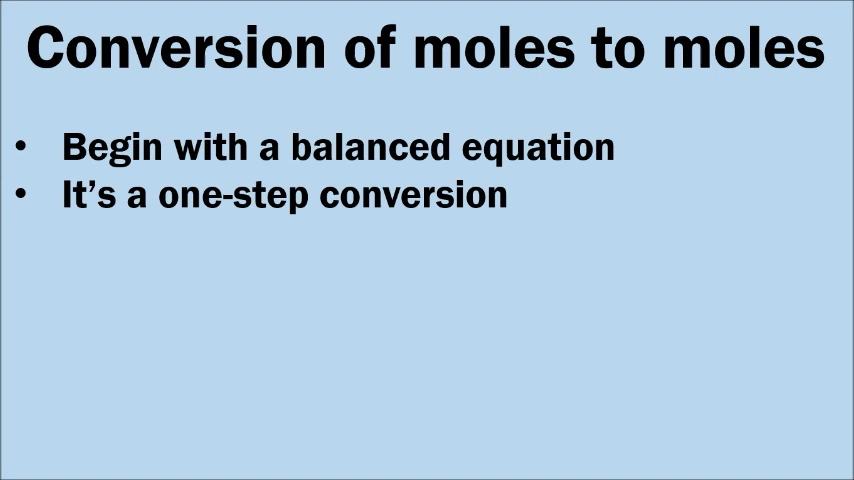 Conversion of moles to moles
• Begin with a balanced equation
• It’s a one-step conversion